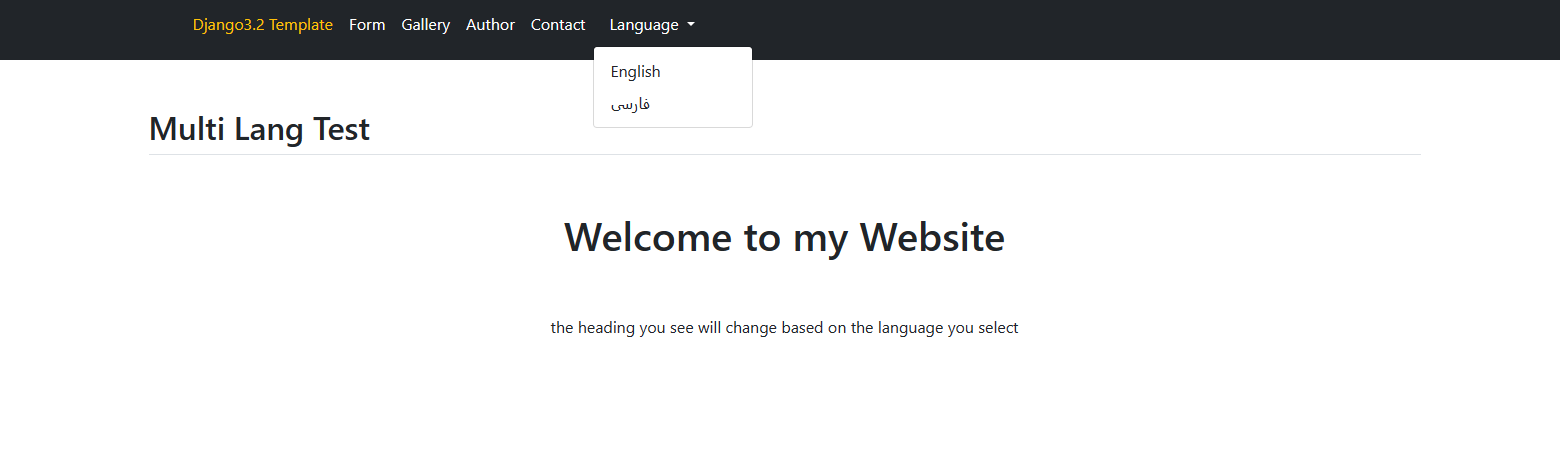 Django3.2 Template Form Gallery Author Contact Language
English
فارسی
Multi Lang Test
Welcome to my Website
the heading you see will change based on the language you select